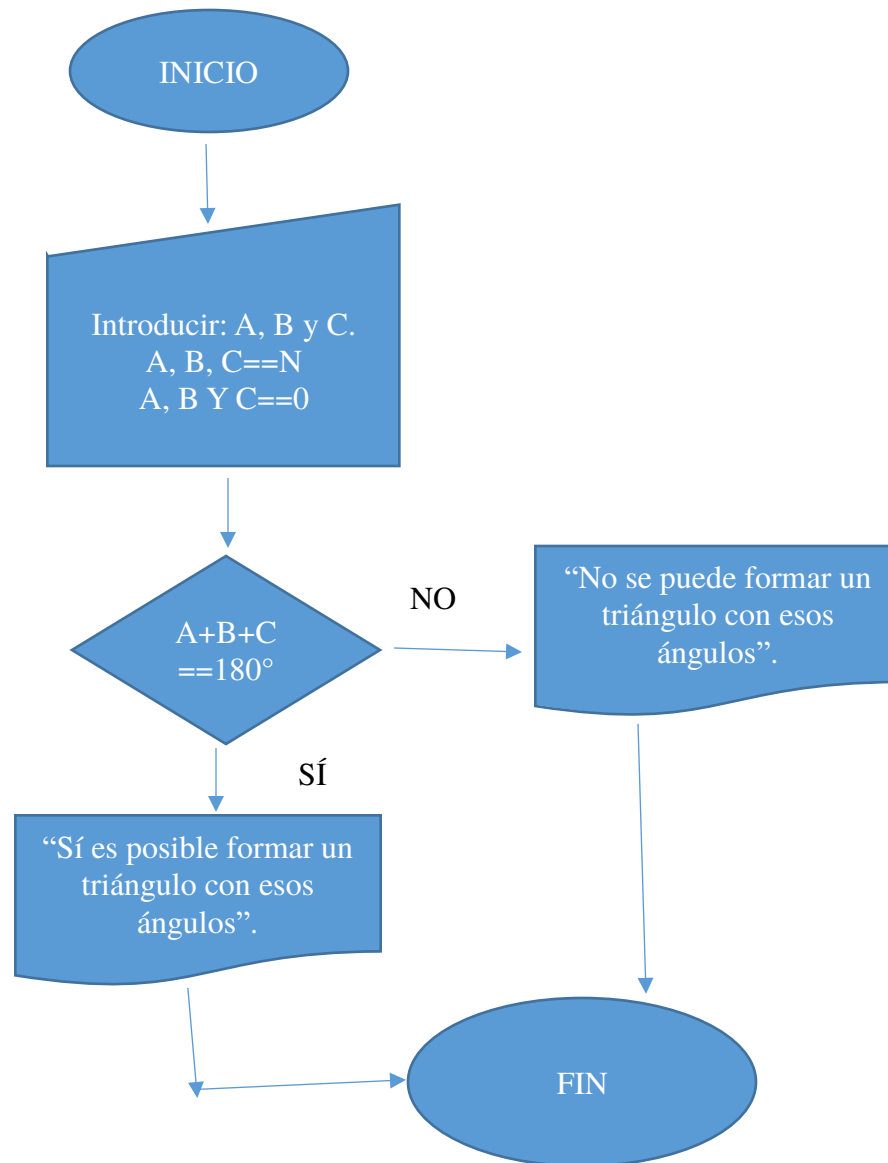 INICIO
Introducir: A, B y C.
A, B, C==N
A, B Y C==0
A+B+C
==180°
NO
“No se puede formar un
triángulo con esos
ángulos”.
SÍ
“Sí es posible formar un
triángulo con esos
ángulos”.
FIN